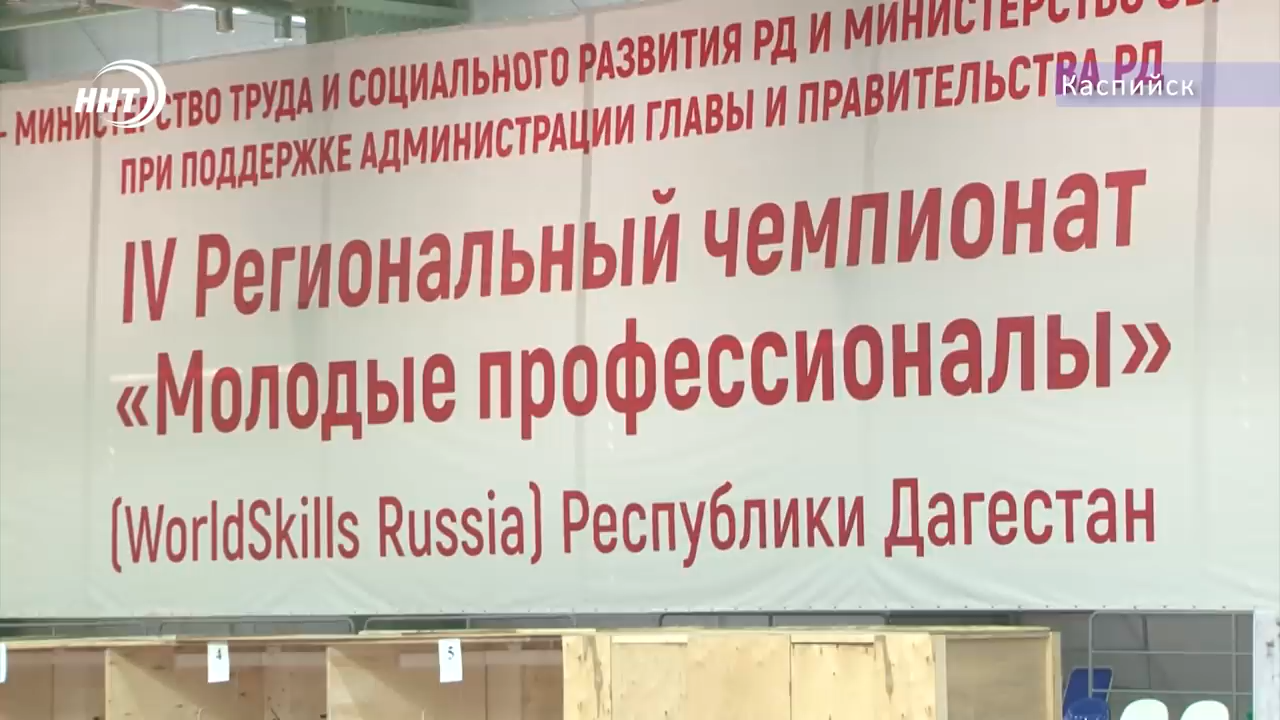 - МИНИСТЕРСТВО ТРУДА И СОЦИАЛЬНОГО РАЗВИТИЯ РД И МИНИСТЕРСТВО
ПРИ ПОДДЕРЖКЕ АДМИНИСТРАЦИИ ГЛАВЫ И ПРАВИТЕЛЬСТВА РД
ННТ
Каспийск
IV Региональный чемпионат
«Молодые профессионалы»
(WorldSkills Russia) Республики Дагестан
4
5